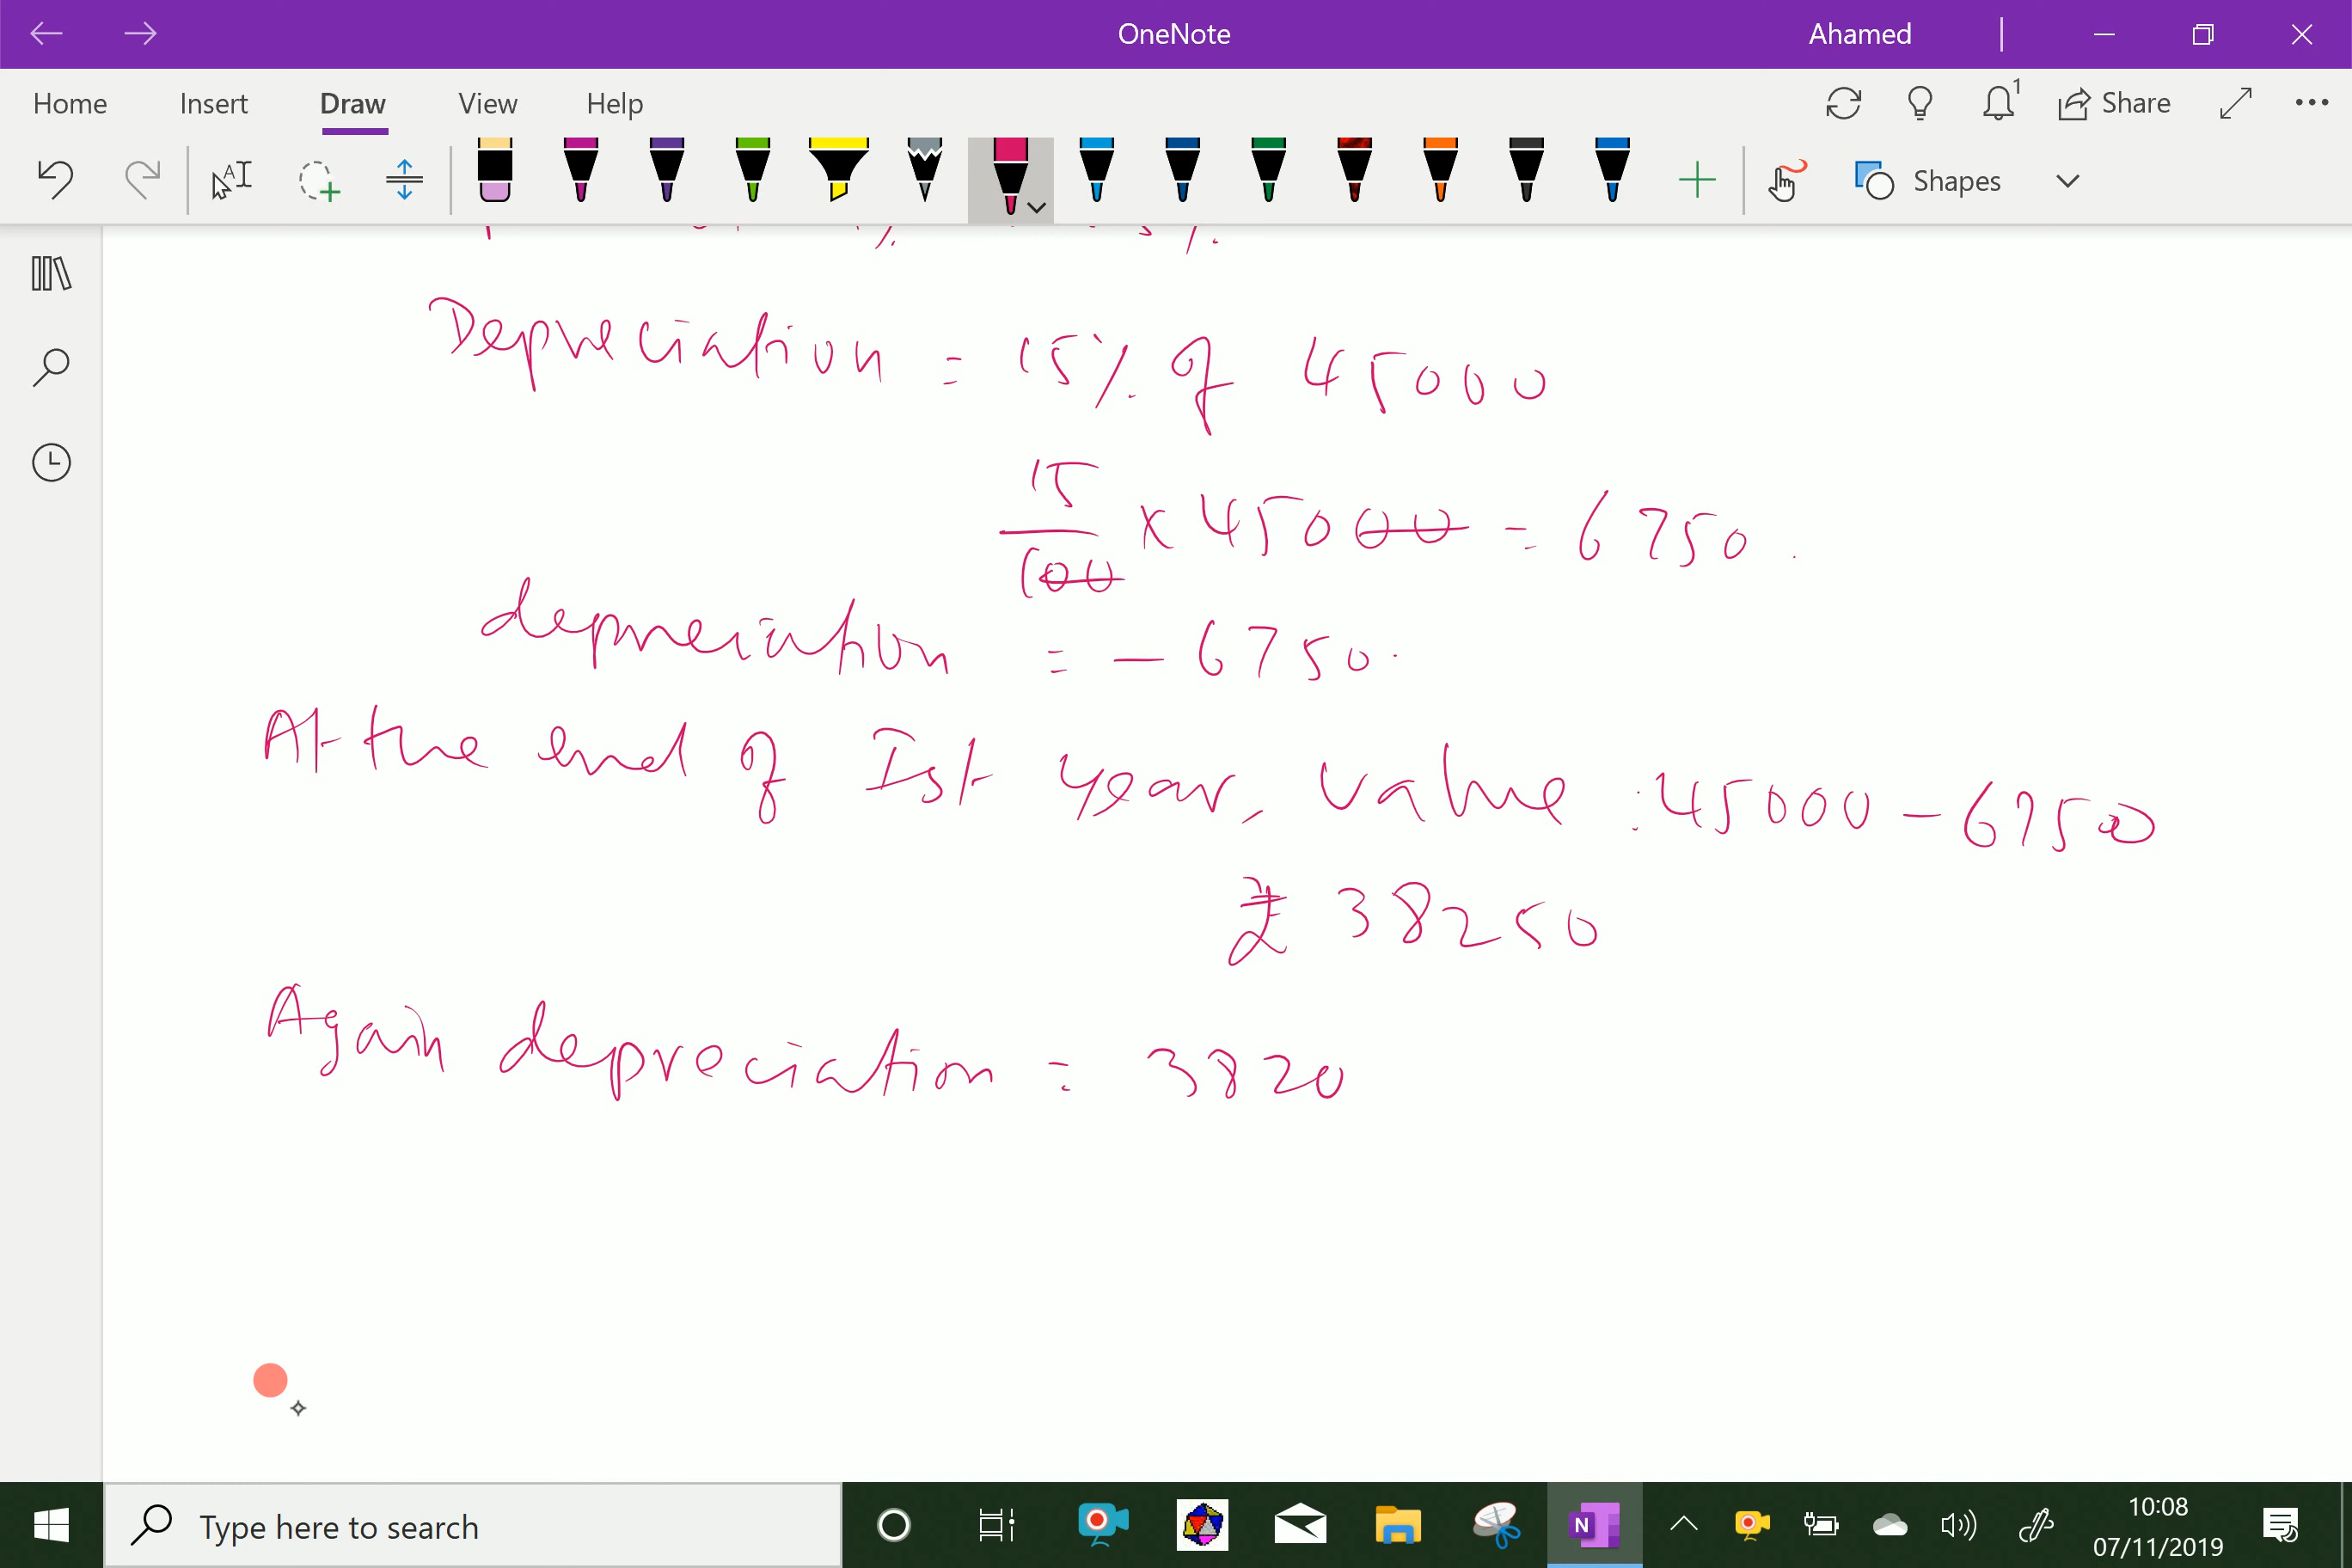 OneNote
Ahamed
Home Insert Draw View Help
1 Share
Shapes
Depreciation = 15% of 45000
15/100 x 45000 = 6750.
depreciation = - 6750.
At the end of Ist year, value : 45000 - 6750
₹ 38250
Again depreciation = 3820
Type here to search
N
10:08
07/11/2019